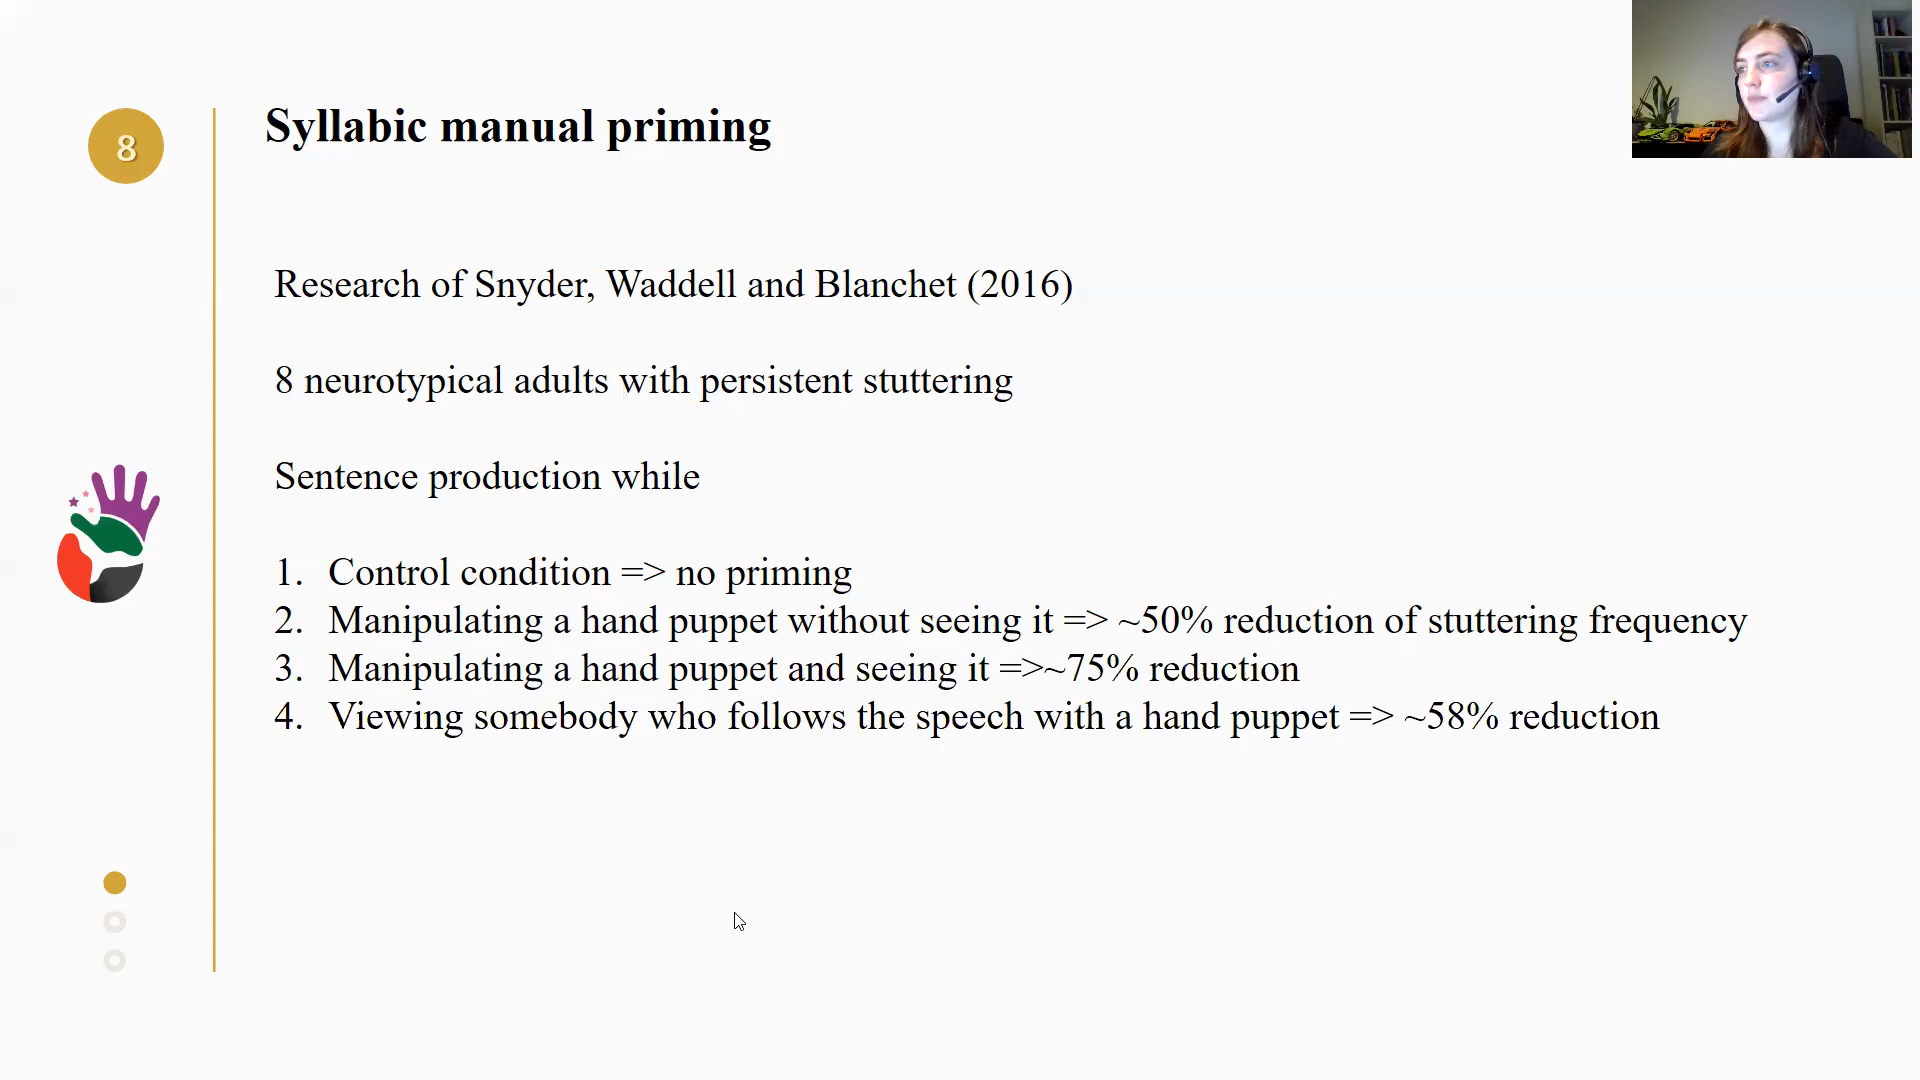 8
Syllabic manual priming
Research of Snyder, Waddell and Blanchet (2016)
8 neurotypical adults with persistent stuttering
Sentence production while
1. Control condition => no priming
2. Manipulating a hand puppet without seeing it => ~50% reduction of stuttering frequency
3. Manipulating a hand puppet and seeing it =>~75% reduction
4. Viewing somebody who follows the speech with a hand puppet => ~58% reduction